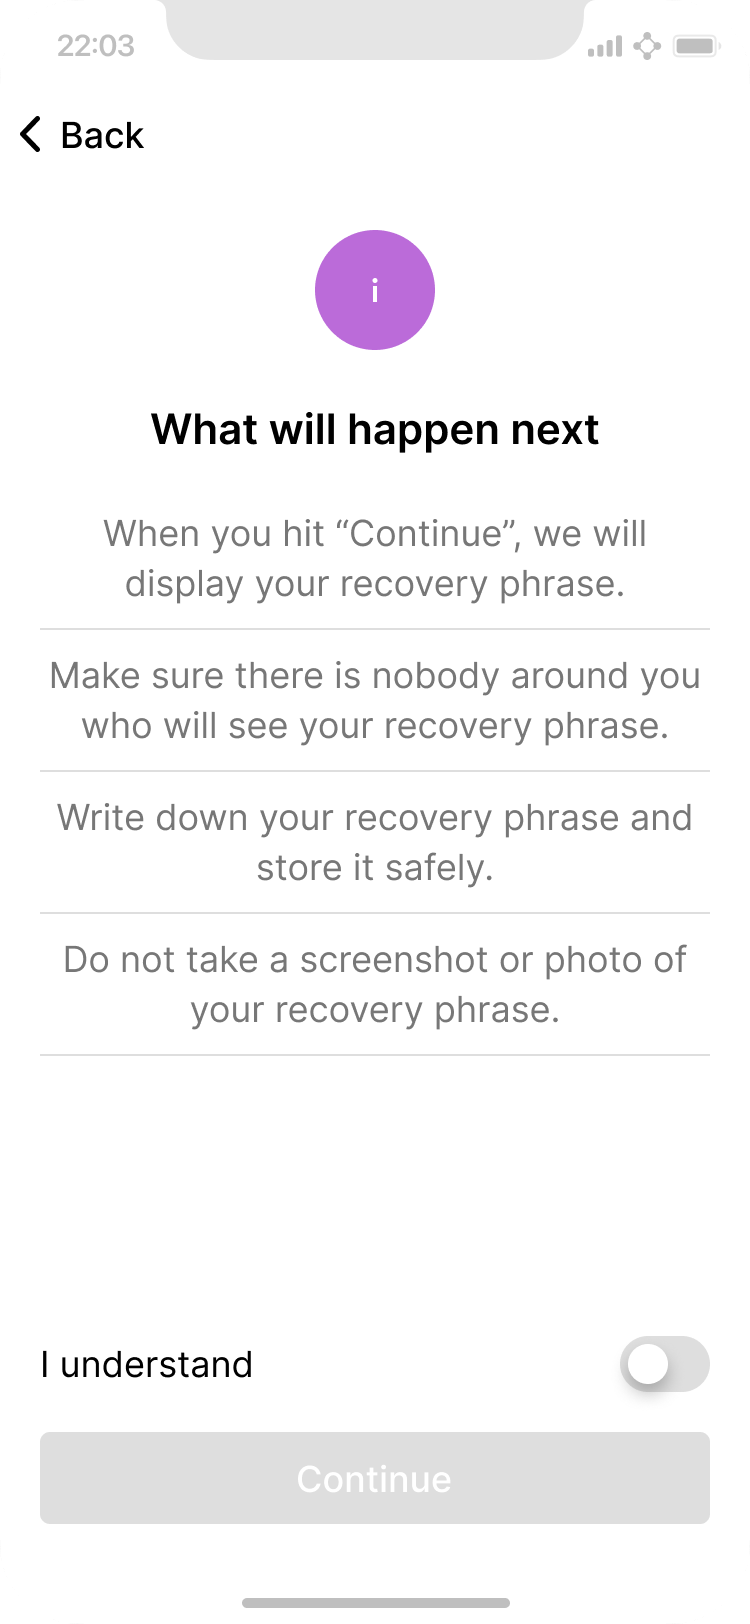 22:03
Back
i
What will happen next
When you hit “Continue”, we will
display your recovery phrase.
Make sure there is nobody around you
who will see your recovery phrase.
Write down your recovery phrase and
store it safely.
Do not take a screenshot or photo of
your recovery phrase.
I understand
Continue